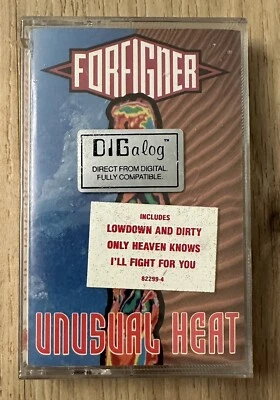 FOREIGNER
DIGalog™
DIRECT FROM DIGITAL.
FULLY COMPATIBLE.
INCLUDES
LOWDOWN AND DIRTY
ONLY HEAVEN KNOWS
I'LL FIGHT FOR YOU
82299-4
UNUSUAL HEAT